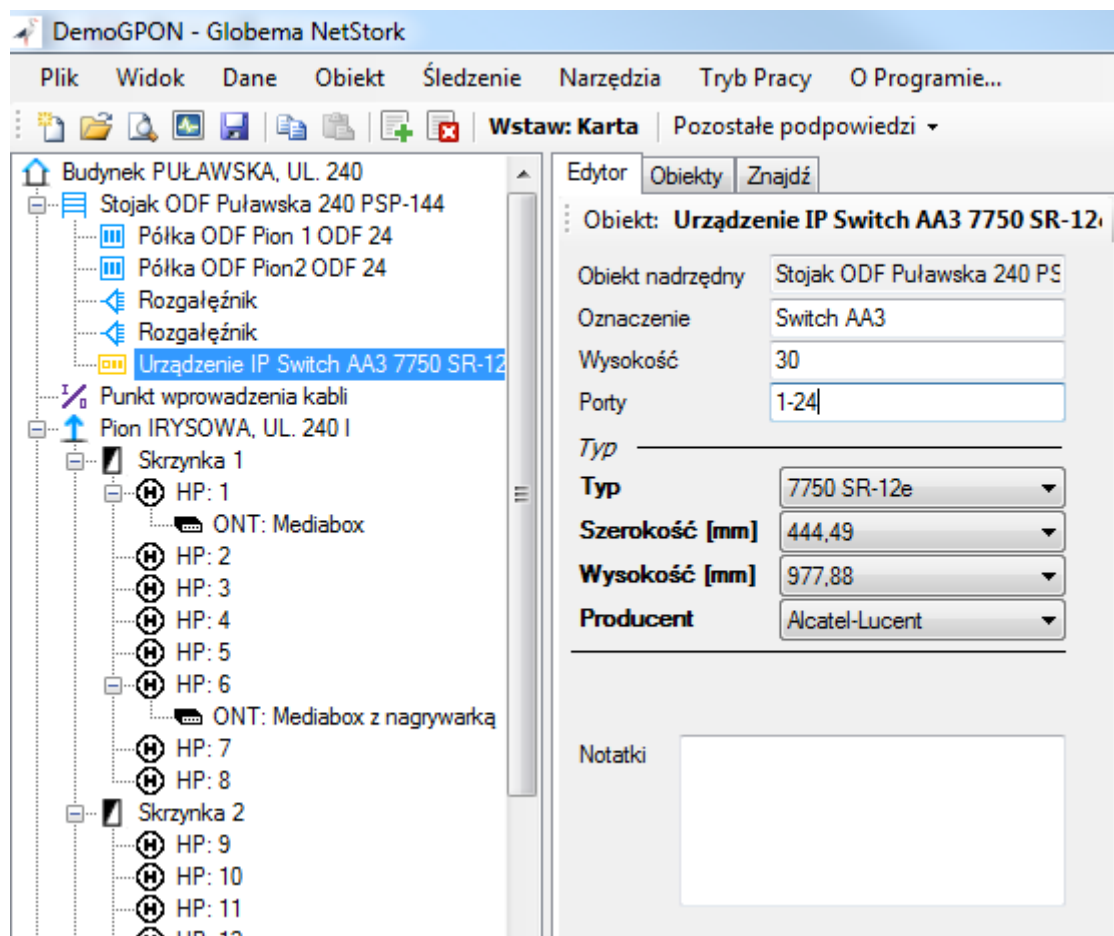 DemoGPON - Globema NetStork
Plik Widok Dane Obiekt Śledzenie Narzędzia Tryb Pracy O Programie...
Wstaw: Karta Pozostałe podpowiedzi
Budynek PUŁAWSKA, UL. 240
Stojak ODF Puławska 240 PSP-144
Półka ODF Pion 1 ODF 24
Półka ODF Pion2 ODF 24
Rozgałęźnik
Rozgałęźnik
Urządzenie IP Switch AA3 7750 SR-12
Punkt wprowadzenia kabli
Pion IRYSOWA, UL. 240 I
Skrzynka 1
HP: 1
ONT: Mediabox
HP: 2
HP: 3
HP: 4
HP: 5
HP: 6
ONT: Mediabox z nagrywarką
HP: 7
HP: 8
Skrzynka 2
HP: 9
HP: 10
HP: 11
Edytor Obiekty Znajdź
Obiekt: Urządzenie IP Switch AA3 7750 SR-12
Obiekt nadrzędny Stojak ODF Puławska 240 PS
Oznaczenie Switch AA3
Wysokość 30
Porty 1-24
Typ
Typ 7750 SR-12e
Szerokość [mm] 444,49
Wysokość [mm] 977,88
Producent Alcatel-Lucent
Notatki